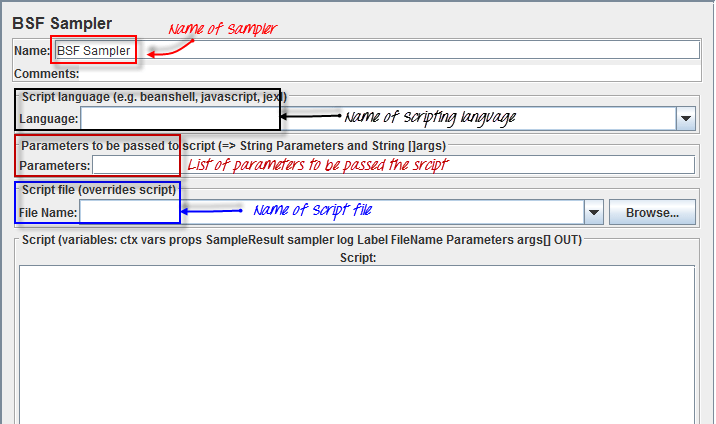 BSF Sampler
Name of Sampler
Name: BSF Sampler
Comments:
Script language (e.g. beanshell, javascript, jexl)
Language: Name of Scripting language
Parameters to be passed to script (=> String Parameters and String []args)
Parameters: List of parameters to be passed the srcipt
Script file (overrides script)
File Name: Name of Script file Browse...
Script (variables: ctx vars props SampleResult sampler log Label FileName Parameters args[] OUT)
Script: